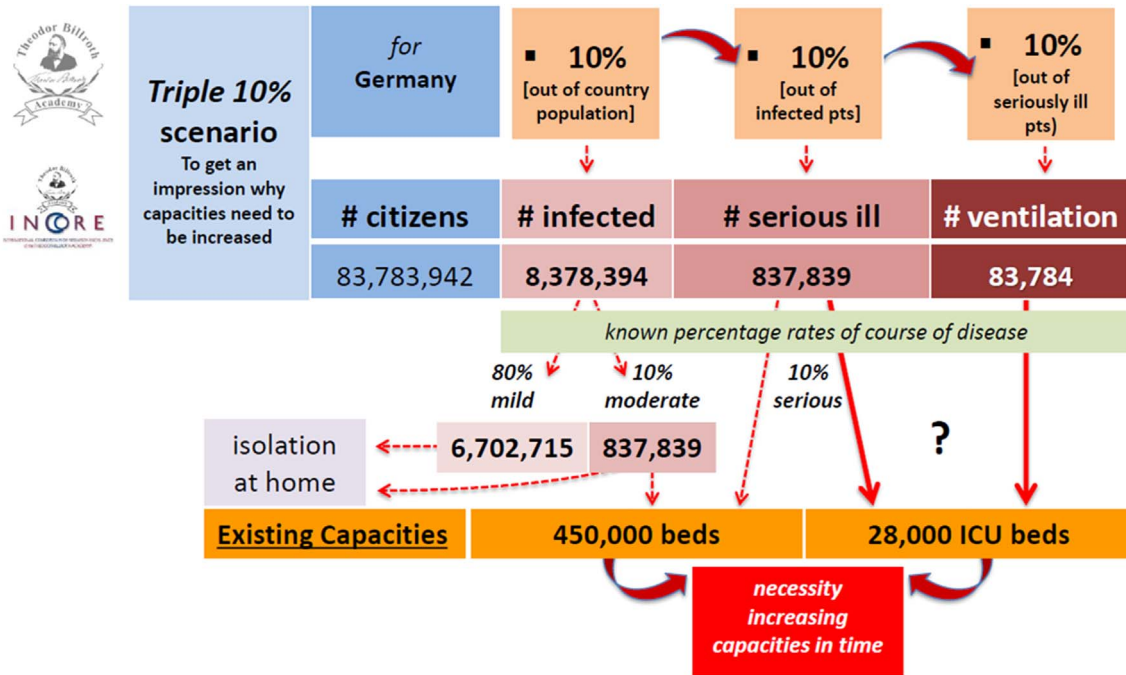 Theodor Billroth
Academy
INCORE
Triple 10%
scenario
To get an
impression why
capacities need to
be increased
for
Germany
▪ 10%
[out of country
population]
▪ 10%
[out of
infected pts]
▪ 10%
[out of
seriously ill
pts)
# citizens
# infected
# serious ill
# ventilation
83,783,942
8,378,394
837,839
83,784
known percentage rates of course of disease
80%
mild
10%
moderate
10%
serious
?
isolation
at home
6,702,715
837,839
Existing Capacities
450,000 beds
28,000 ICU beds
necessity
increasing
capacities in time